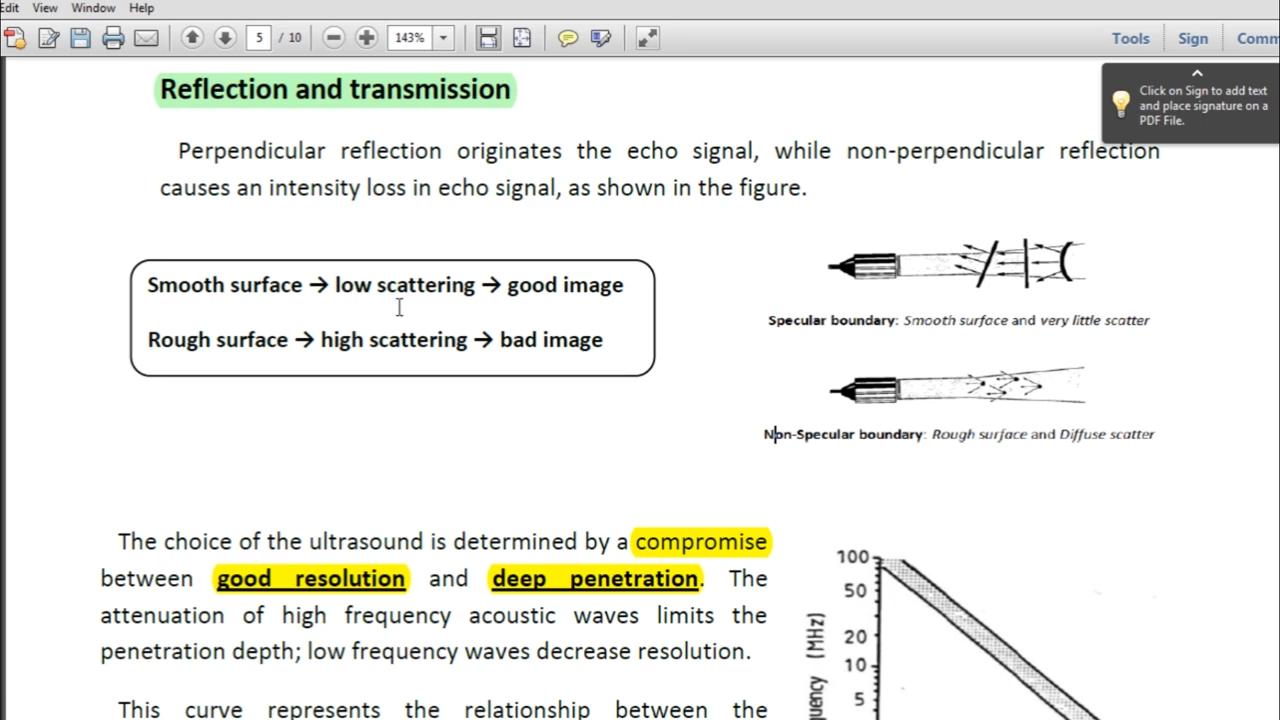 Edit View Window Help
5 / 10 143% Tools Sign Comm
Reflection and transmission
Click on Sign to add text
and place signature on a
PDF File.
Perpendicular reflection originates the echo signal, while non-perpendicular reflection
causes an intensity loss in echo signal, as shown in the figure.
Smooth surface → low scattering → good image
Rough surface → high scattering → bad image
Specular boundary: Smooth surface and very little scatter
Non-Specular boundary: Rough surface and Diffuse scatter
The choice of the ultrasound is determined by a compromise
between good resolution and deep penetration. The
attenuation of high frequency acoustic waves limits the
penetration depth; low frequency waves decrease resolution.
This curve represents the relationship between the
100
50
20
10
5
quency (MHz)